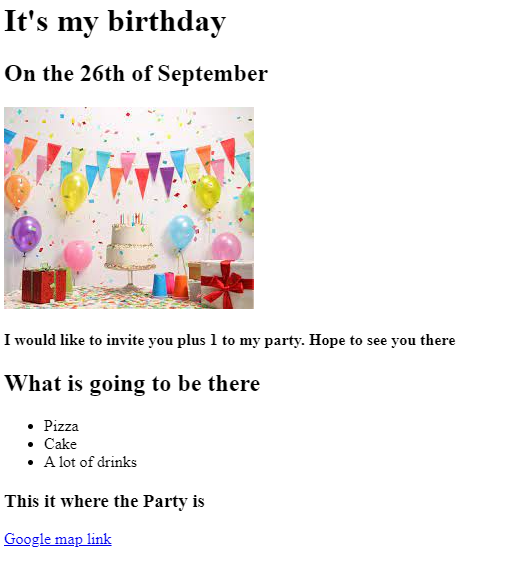 It's my birthday
On the 26th of September
I would like to invite you plus 1 to my party. Hope to see you there
What is going to be there
Pizza
Cake
A lot of drinks
This it where the Party is
Google map link